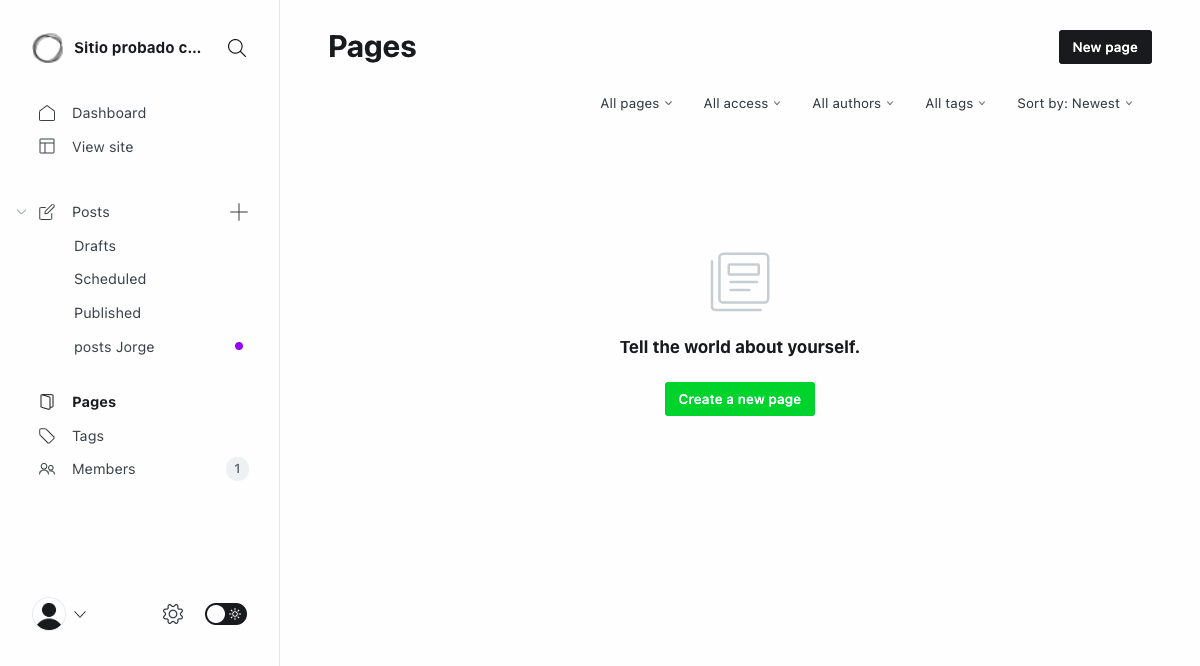 Sitio probado c...
Dashboard
View site
Posts
Drafts
Scheduled
Published
posts Jorge
Pages
Tags
Members
1
Pages
New page
All pages
All access
All authors
All tags
Sort by: Newest
Tell the world about yourself.
Create a new page